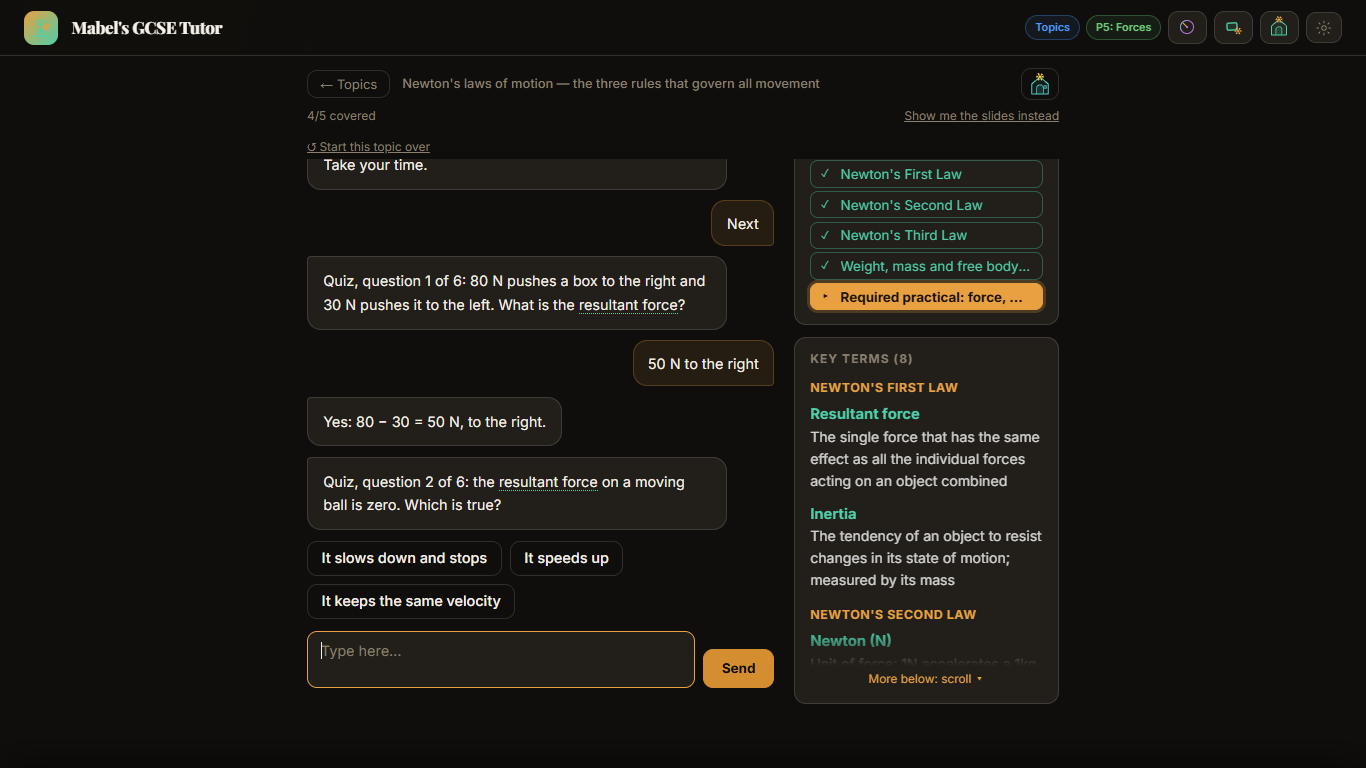 Mabel's GCSE Tutor
Topics
P5: Forces
← Topics
Newton's laws of motion — the three rules that govern all movement
4/5 covered
Show me the slides instead
↺ Start this topic over
Take your time.
Next
Quiz, question 1 of 6: 80 N pushes a box to the right and
30 N pushes it to the left. What is the resultant force?
50 N to the right
Yes: 80 − 30 = 50 N, to the right.
Quiz, question 2 of 6: the resultant force on a moving
ball is zero. Which is true?
It slows down and stops
It speeds up
It keeps the same velocity
Type here...
Send
✓ Newton's First Law
✓ Newton's Second Law
✓ Newton's Third Law
✓ Weight, mass and free body...
‣ Required practical: force, ...
KEY TERMS (8)
NEWTON'S FIRST LAW
Resultant force
The single force that has the same
effect as all the individual forces
acting on an object combined
Inertia
The tendency of an object to resist
changes in its state of motion;
measured by its mass
NEWTON'S SECOND LAW
Newton (N)
Unit of force: 1N accelerates a 1kg
More below: scroll ▾